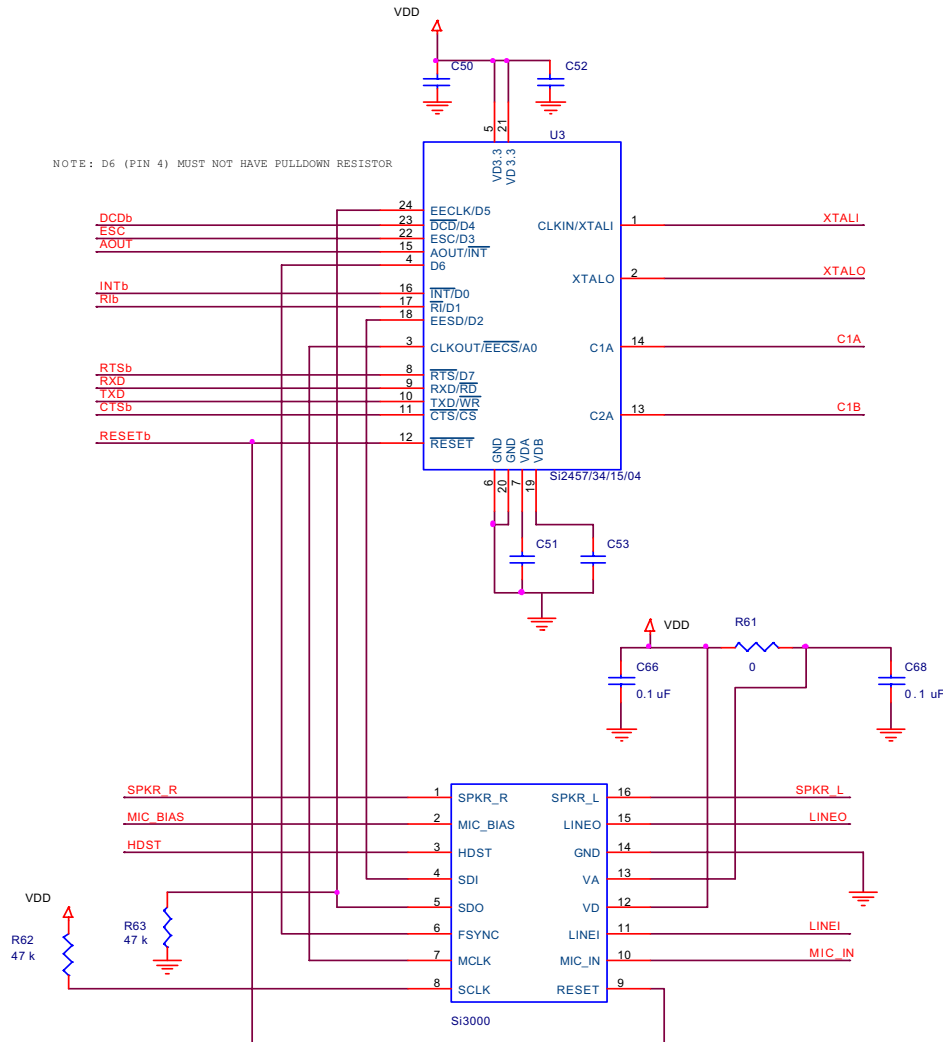 VDD
C50
C52
5
21
U3
VD3.3
VD 3.3
NOTE: D6 (PIN 4) MUST NOT HAVE PULLDOWN RESISTOR
24
EECLK/D5
DCDb
23
DCD/D4
CLKIN/XTALI
1
XTALI
ESC
22
ESC/D3
AOUT
15
AOUT/INT
4
D6
XTALO
2
XTALO
INTb
16
INT/D0
RIb
17
RI/D1
18
EESD/D2
3
CLKOUT/EECS/A0
C1A
14
C1A
RTSb
8
RTS/D7
RXD
9
RXD/RD
TXD
10
TXD/WR
CTSb
11
CTS/CS
C2A
13
C1B
RESETb
12
RESET
GND
GND
VDA
VDB
6
20
7
19
Si2457/34/15/04
C51
C53
VDD
R61
0
C66
0.1 uF
C68
0.1 uF
SPKR_R
1
SPKR_R
SPKR_L
16
SPKR_L
MIC_BIAS
2
MIC_BIAS
LINEO
15
LINEO
HDST
3
HDST
GND
14
4
SDI
VA
13
VDD
R63
47 k
5
SDO
VD
12
R62
47 k
6
FSYNC
LINEI
11
LINEI
7
MCLK
MIC_IN
10
MIC_IN
8
SCLK
RESET
9
Si3000